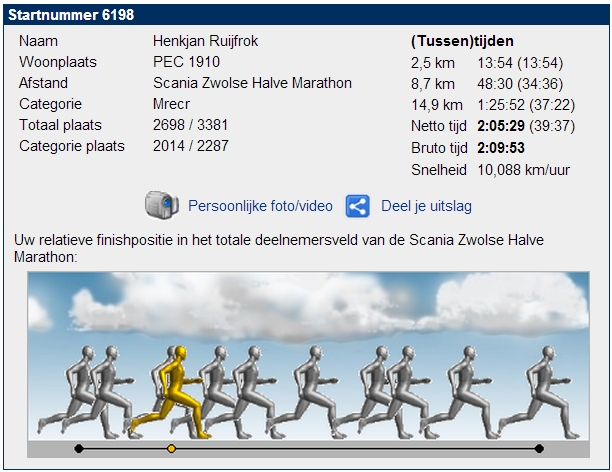 Startnummer 6198
Naam Henkjan Ruijfrok
Woonplaats PEC 1910
Afstand Scania Zwolse Halve Marathon
Categorie Mrecr
Totaal plaats 2698 / 3381
Categorie plaats 2014 / 2287
(Tussen)tijden
2,5 km 13:54 (13:54)
8,7 km 48:30 (34:36)
14,9 km 1:25:52 (37:22)
Netto tijd 2:05:29 (39:37)
Bruto tijd 2:09:53
Snelheid 10,088 km/uur
Persoonlijke foto/video Deel je uitslag
Uw relatieve finishpositie in het totale deelnemersveld van de Scania Zwolse Halve
Marathon: